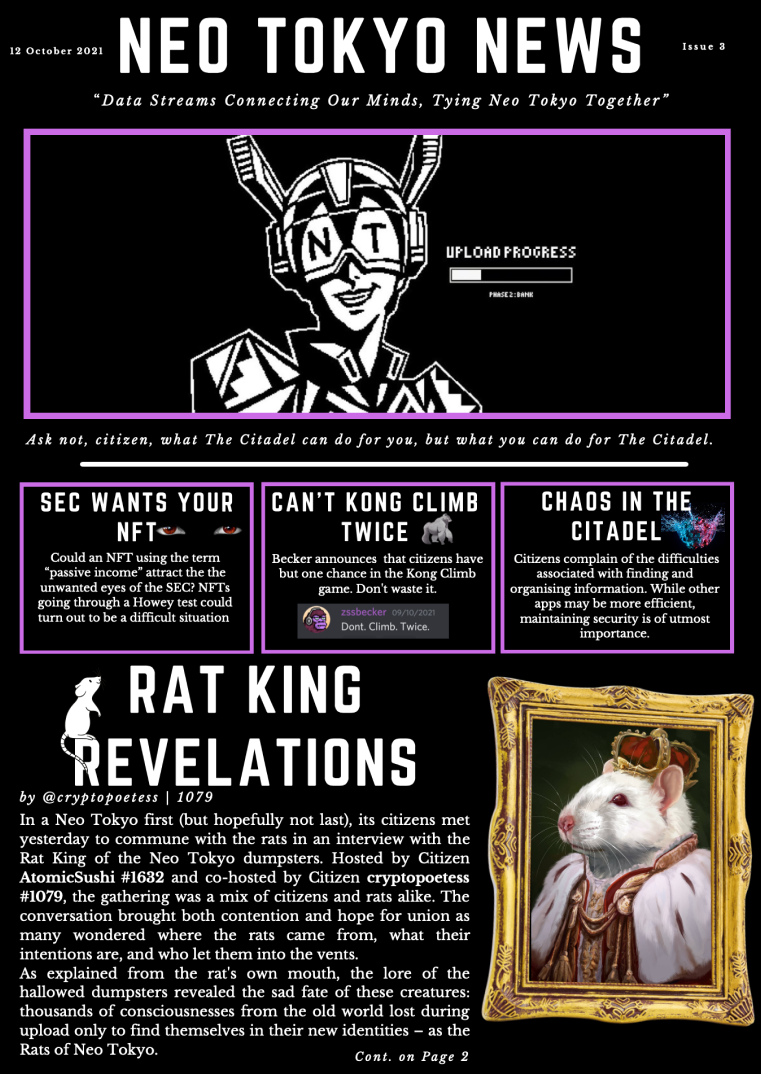 12 October 2021
NEO TOKYO NEWS
Issue 3
“Data Streams Connecting Our Minds, Tying Neo Tokyo Together”
N T
UPLOAD PROGRESS
PHASE 2: BANK
Ask not, citizen, what The Citadel can do for you, but what you can do for The Citadel.
SEC WANTS YOUR
NFT
Could an NFT using the term
“passive income” attract the the
unwanted eyes of the SEC? NFTs
going through a Howey test could
turn out to be a difficult situation
CAN'T KONG CLIMB
TWICE
Becker announces that citizens have
but one chance in the Kong Climb
game. Don't waste it.
zssbecker 09/10/2021
Dont. Climb. Twice.
CHAOS IN THE
CITADEL
Citizens complain of the difficulties
associated with finding and
organising information. While other
apps may be more efficient,
maintaining security is of utmost
importance.
RAT KING
REVELATIONS
by @cryptopoetess | 1079
In a Neo Tokyo first (but hopefully not last), its citizens met
yesterday to commune with the rats in an interview with the
Rat King of the Neo Tokyo dumpsters. Hosted by Citizen
AtomicSushi #1632 and co-hosted by Citizen cryptopoetess
#1079, the gathering was a mix of citizens and rats alike. The
conversation brought both contention and hope for union as
many wondered where the rats came from, what their
intentions are, and who let them into the vents.
As explained from the rat's own mouth, the lore of the
hallowed dumpsters revealed the sad fate of these creatures:
thousands of consciousnesses from the old world lost during
upload only to find themselves in their new identities – as the
Rats of Neo Tokyo.
Cont. on Page 2